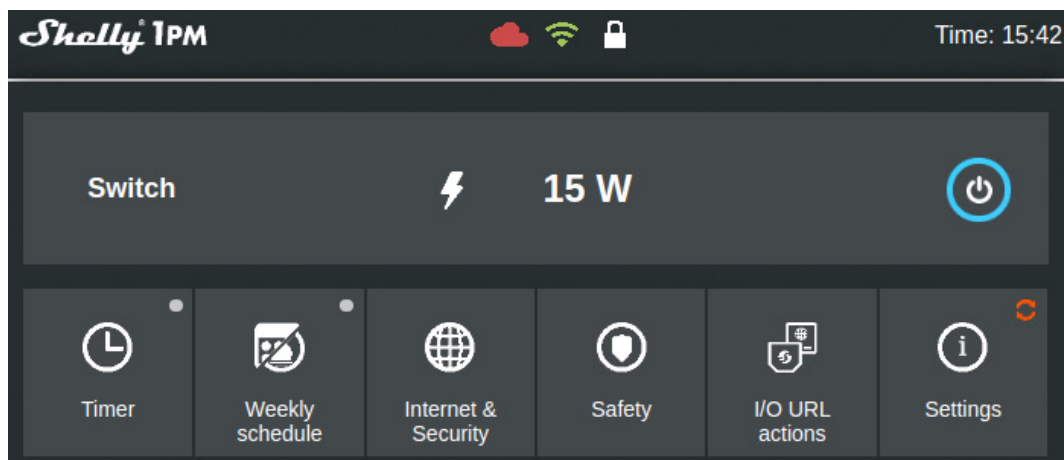 Shelly 1PM
Time: 15:42
Switch
15 W
Timer
Weekly
schedule
Internet &
Security
Safety
I/O URL
actions
i
Settings